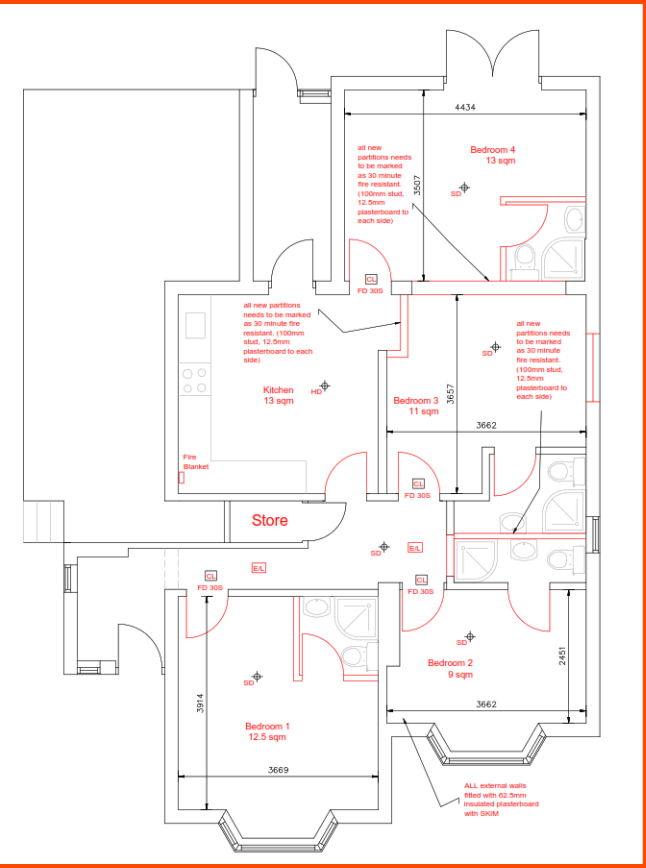 4434
all new
partitions needs
to be marked
as 30 minute
fire resistant.
(100mm stud,
12.5mm
plasterboard to
each side)
3507
Bedroom 4
13 sqm
SD
CL
FD 30S
all new partitions
needs to be marked
as 30 minute fire
resistant. (100mm
stud, 12.5mm
plasterboard to each
side)
all new
partitions needs
to be marked
as 30 minute
fire resistant.
(100mm stud,
12.5mm
plasterboard to
each side)
SD
Kitchen
13 sqm
HD
Bedroom 3
11 sqm
3657
3662
Fire
Blanket
CL
FD 30S
Store
SD
E/L
E/L
CL
FD 30S
CL
FD 30S
SD
Bedroom 2
9 sqm
2451
3662
SD
3914
Bedroom 1
12.5 sqm
3669
ALL external walls
fitted with 62.5mm
insulated plasterboard
with SKIM